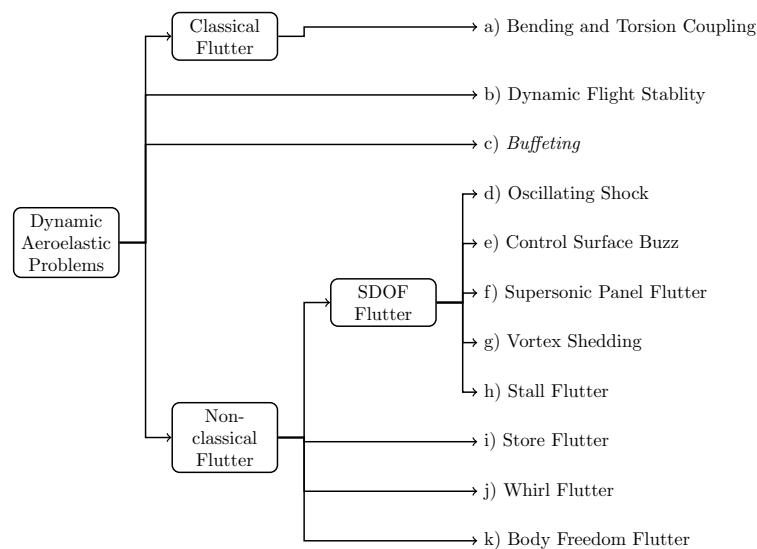 Classical
Flutter
a) Bending and Torsion Coupling
b) Dynamic Flight Stablity
c) Buffeting
d) Oscillating Shock
Dynamic
Aeroelastic
Problems
e) Control Surface Buzz
SDOF
Flutter
f) Supersonic Panel Flutter
g) Vortex Shedding
h) Stall Flutter
Non-
classical
Flutter
i) Store Flutter
j) Whirl Flutter
k) Body Freedom Flutter